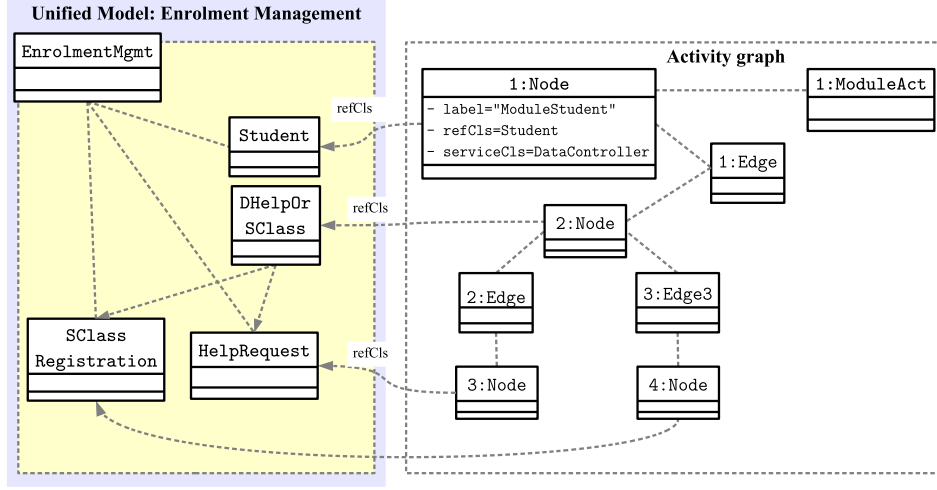 Unified Model: Enrolment Management
EnrolmentMgmt
Student
DHelpOr
SClass
SClass
Registration
HelpRequest
refCls
refCls
refCls
Activity graph
1:Node
- label="ModuleStudent"
- refCls=Student
- serviceCls=DataController
1:ModuleAct
1:Edge
2:Node
2:Edge
3:Edge3
3:Node
4:Node